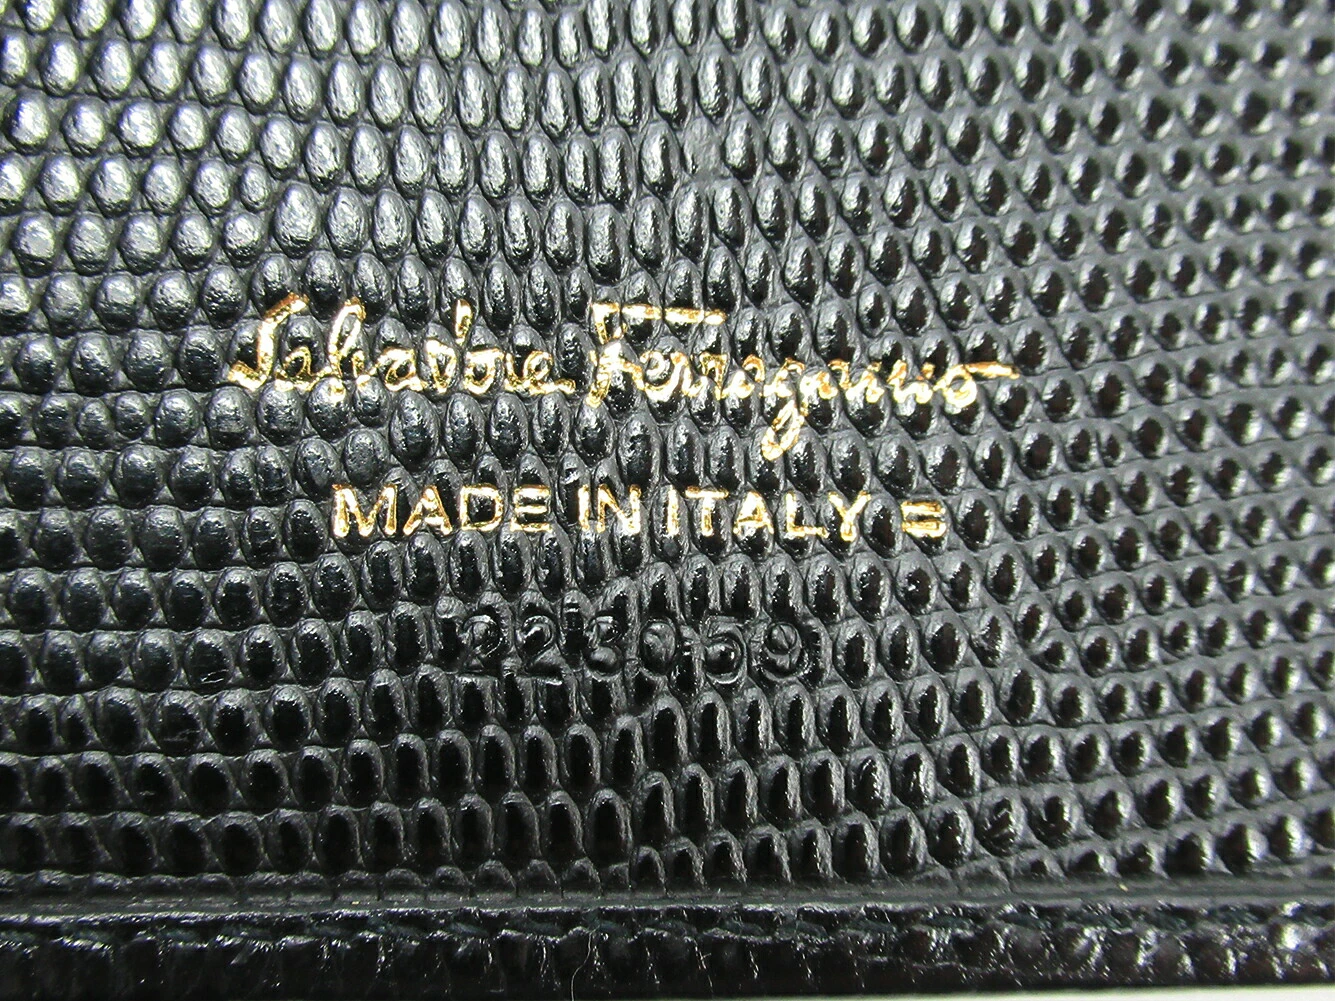 Salvatore Ferragamo
MADE IN ITALY =
22 3059